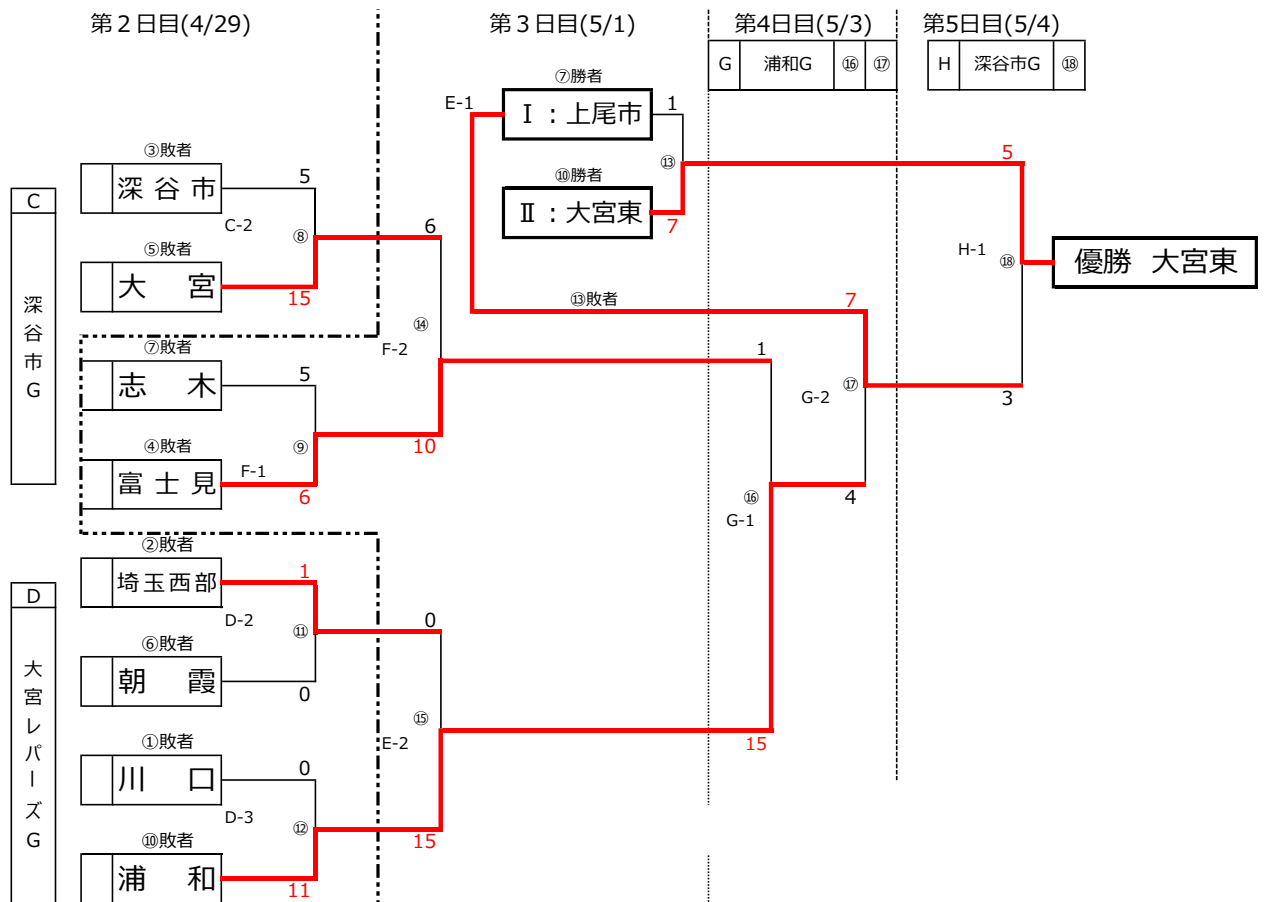 第２日目(4/29)
第３日目(5/1)
第4日目(5/3)
第5日目(5/4)
G 浦和G ⑯ ⑰
H 深谷市G ⑱
⑦勝者
E-1
Ⅰ：上尾市
1
⑬
⑩勝者
Ⅱ：大宮東
7
5
③敗者
深谷市
5
C
深谷市G
C-2
⑧
6
⑤敗者
大宮
15
H-1
⑱
優勝 大宮東
⑬敗者
7
⑭
F-2
⑦敗者
志木
5
1
⑰
G-2
3
④敗者
⑨
10
富士見
F-1
6
⑯
4
G-1
②敗者
埼玉西部
1
D
大宮レパーズG
D-2
⑪
0
⑥敗者
朝霞
0
⑮
E-2
15
①敗者
川口
0
D-3
⑫
15
⑩敗者
浦和
11